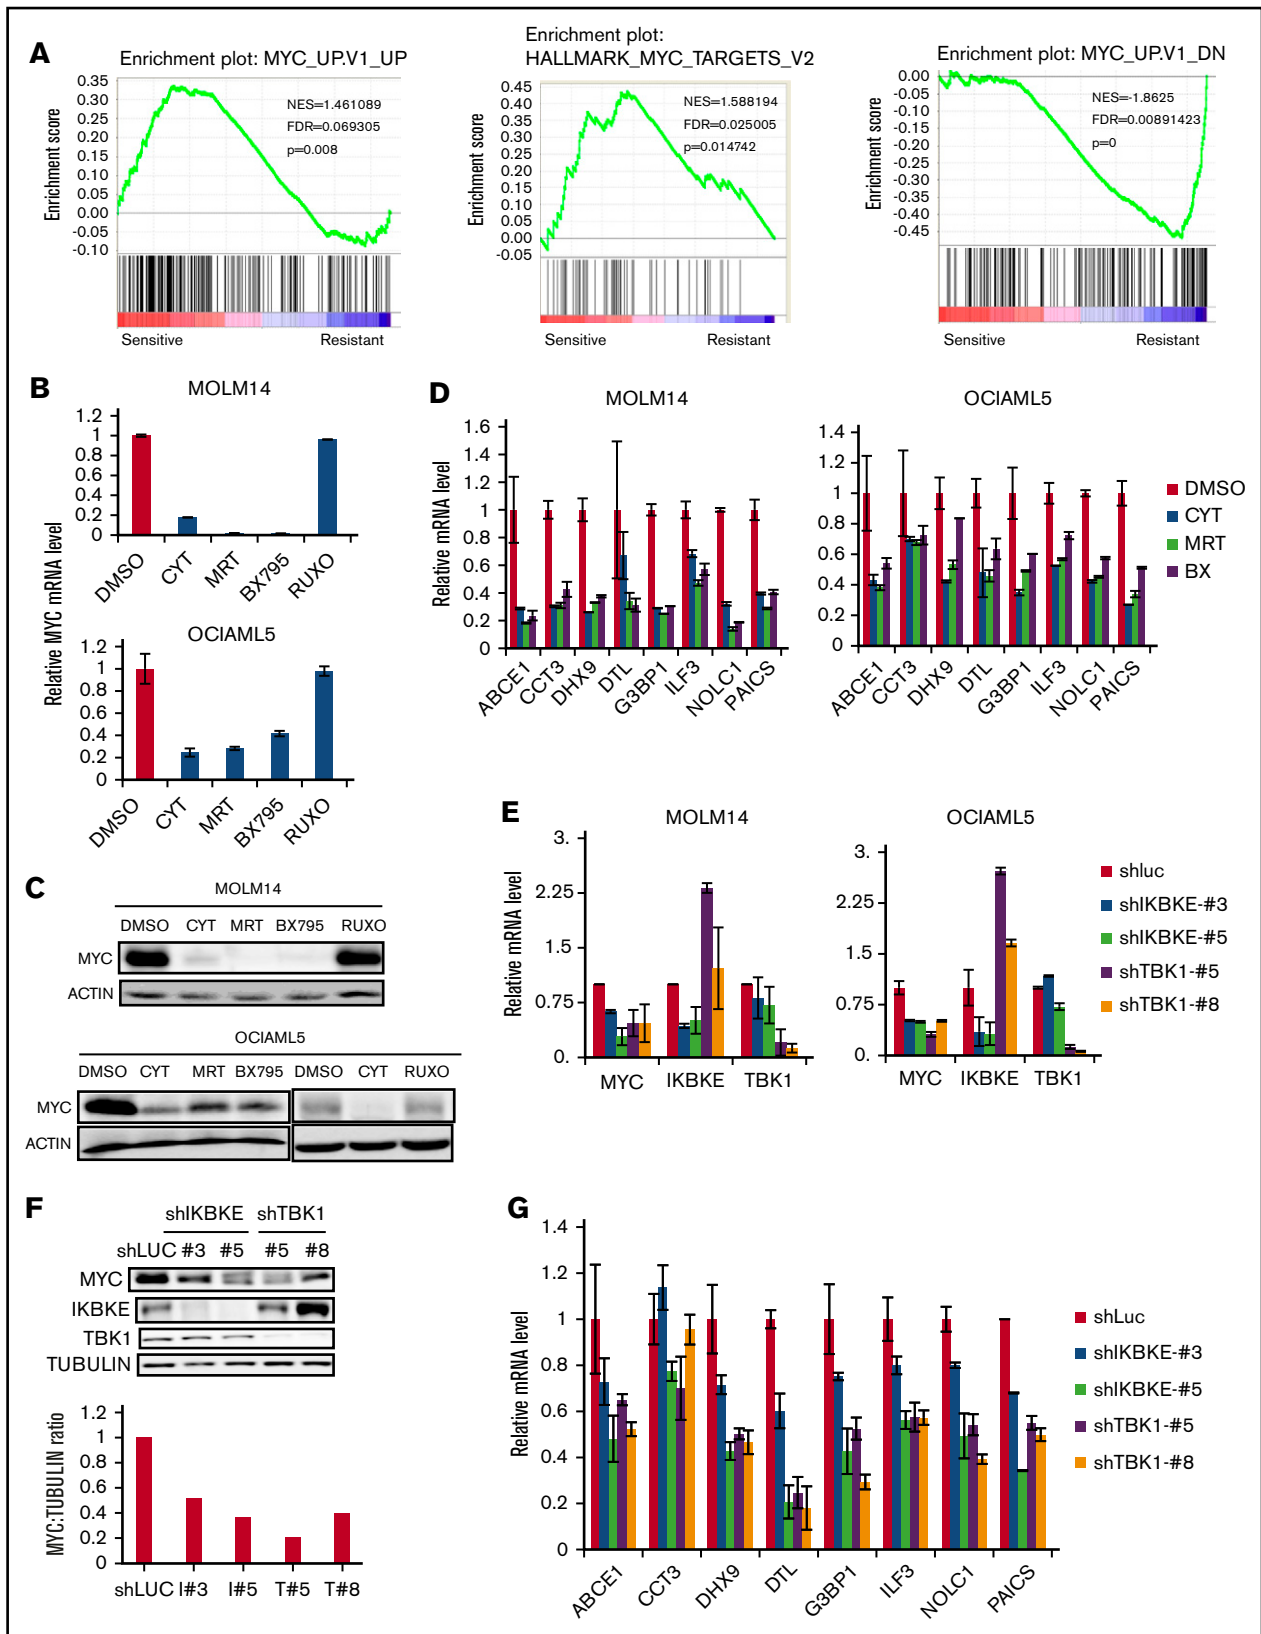 A
Enrichment plot: MYC_UP.V1_UP
Enrichment score
0.35
0.30
0.25
0.20
0.15
0.10
0.05
0.00
-0.05
-0.10
NES=1.461089
FDR=0.069305
p=0.008
Sensitive Resistant
Enrichment plot:
HALLMARK_MYC_TARGETS_V2
Enrichment score
0.45
0.40
0.35
0.30
0.25
0.20
0.15
0.10
0.05
0.00
-0.05
NES=1.588194
FDR=0.025005
p=0.014742
Sensitive Resistant
Enrichment plot: MYC_UP.V1_DN
Enrichment score
0.00
-0.05
-0.10
-0.15
-0.20
-0.25
-0.30
-0.35
-0.40
-0.45
NES=-1.8625
FDR=0.00891423
p=0
Sensitive Resistant
B
Relative MYC mRNA level
MOLM14
1.2
1
0.8
0.6
0.4
0.2
0
DMSO CYT MRT BX795 RUXO
OCIAML5
1.2
1
0.8
0.6
0.4
0.2
0
DMSO CYT MRT BX795 RUXO
C
MOLM14
DMSO CYT MRT BX795 RUXO
MYC
ACTIN
OCIAML5
DMSO CYT MRT BX795 DMSO CYT RUXO
MYC
ACTIN
D
MOLM14
Relative mRNA level
1.6
1.4
1.2
1
0.8
0.6
0.4
0.2
0
ABCE1 CCT3 DHX9 DTL G3BP1 ILF3 NOLC1 PAICS
OCIAML5
1.4
1.2
1
0.8
0.6
0.4
0.2
0
ABCE1 CCT3 DHX9 DTL G3BP1 ILF3 NOLC1 PAICS
DMSO
CYT
MRT
BX
E
MOLM14
Relative mRNA level
3.
2.25
1.5
0.75
0.
MYC IKBKE TBK1
OCIAML5
3.
2.25
1.5
0.75
0.
MYC IKBKE TBK1
shluc
shIKBKE-#3
shIKBKE-#5
shTBK1-#5
shTBK1-#8
F
shIKBKE shTBK1
shLUC #3 #5 #5 #8
MYC
IKBKE
TBK1
TUBULIN
MYC:TUBULIN ratio
1.2
1
0.8
0.6
0.4
0.2
0
shLUC I#3 I#5 T#5 T#8
G
Relative mRNA level
1.4
1.2
1
0.8
0.6
0.4
0.2
0
ABCE1 CCT3 DHX9 DTL G3BP1 ILF3 NOLC1 PAICS
shLuc
shIKBKE-#3
shIKBKE-#5
shTBK1-#5
shTBK1-#8